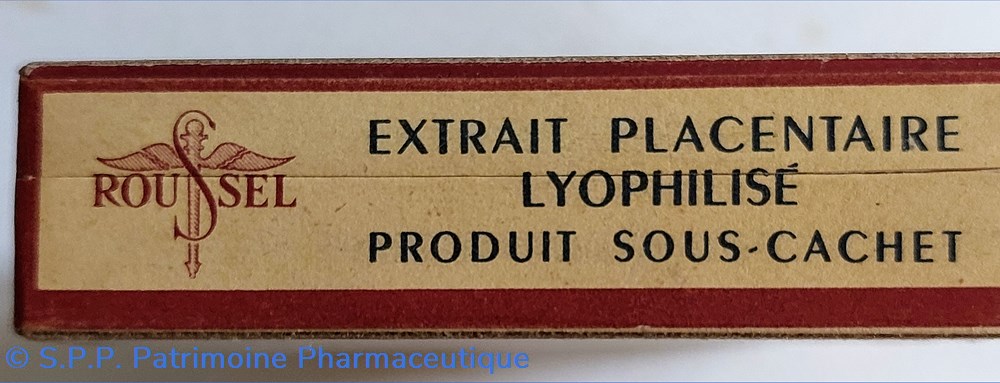 ROUSSEL
EXTRAIT PLACENTAIRE
LYOPHILISÉ
PRODUIT SOUS-CACHET
© S.P.P. Patrimoine Pharmaceutique